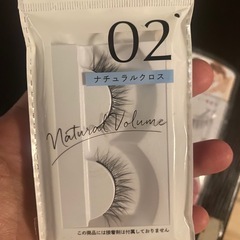 02
ナチュラルクロス
Natural Volume
この商品には接着剤は付属しておりません